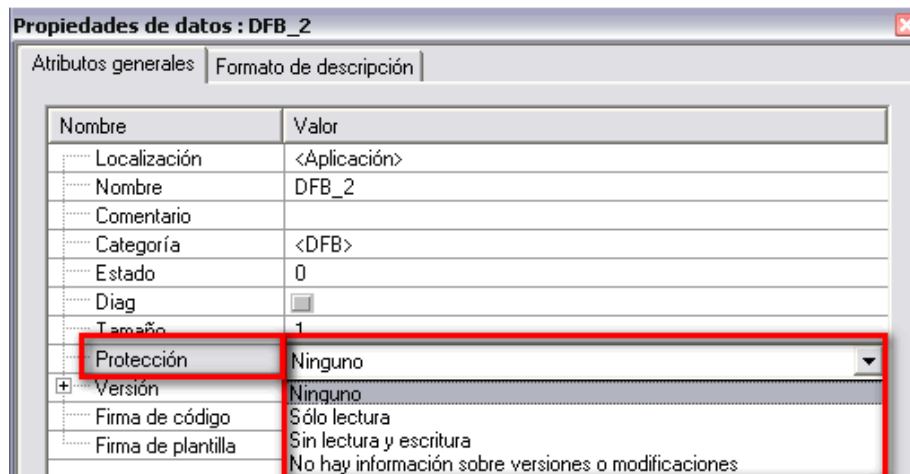 Propiedades de datos : DFB_2
Atributos generales Formato de descripción
Nombre Valor
Localización <Aplicación>
Nombre DFB_2
Comentario
Categoría <DFB>
Estado 0
Diag
Tamaño 1
Protección Ninguno
Versión Ninguno
Firma de código Sólo lectura
Firma de plantilla Sin lectura y escritura
No hay información sobre versiones o modificaciones